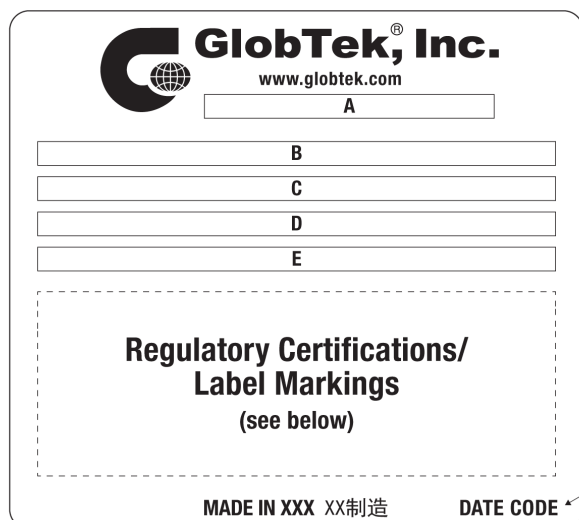 GlobTek®, Inc.
www.globtek.com
A
B
C
D
E
Regulatory Certifications/
Label Markings
(see below)
MADE IN XXX XX制造 DATE CODE